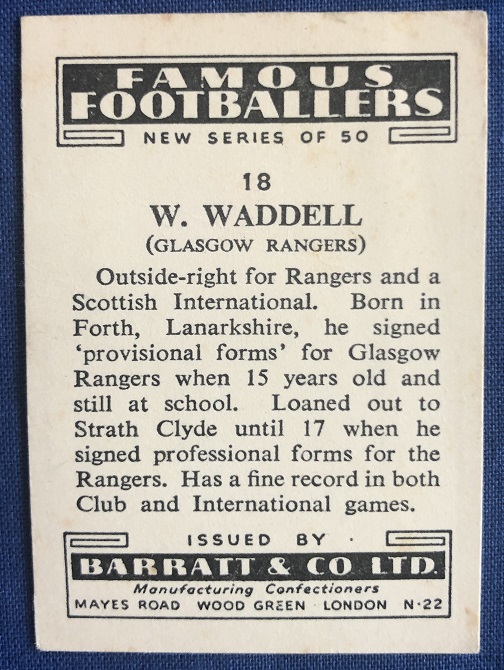 FAMOUS
FOOTBALLERS
NEW SERIES OF 50
18
W. WADDELL
(GLASGOW RANGERS)
Outside-right for Rangers and a
Scottish International. Born in
Forth, Lanarkshire, he signed
‘provisional forms’ for Glasgow
Rangers when 15 years old and
still at school. Loaned out to
Strath Clyde until 17 when he
signed professional forms for the
Rangers. Has a fine record in both
Club and International games.
ISSUED BY
BARRATT & CO LTD.
Manufacturing Confectioners
MAYES ROAD WOOD GREEN LONDON N·22